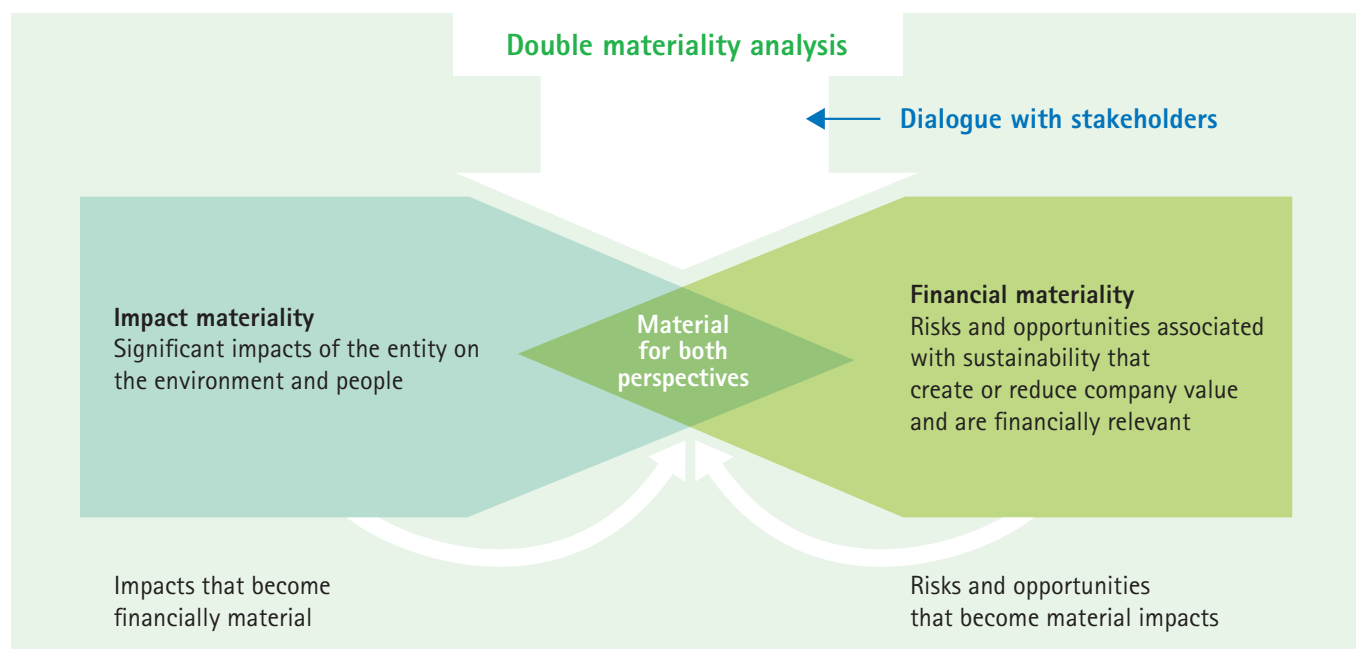 Double materiality analysis
Dialogue with stakeholders
Impact materiality
Significant impacts of the entity on
the environment and people
Material
for both
perspectives
Financial materiality
Risks and opportunities associated
with sustainability that
create or reduce company value
and are financially relevant
Impacts that become
financially material
Risks and opportunities
that become material impacts